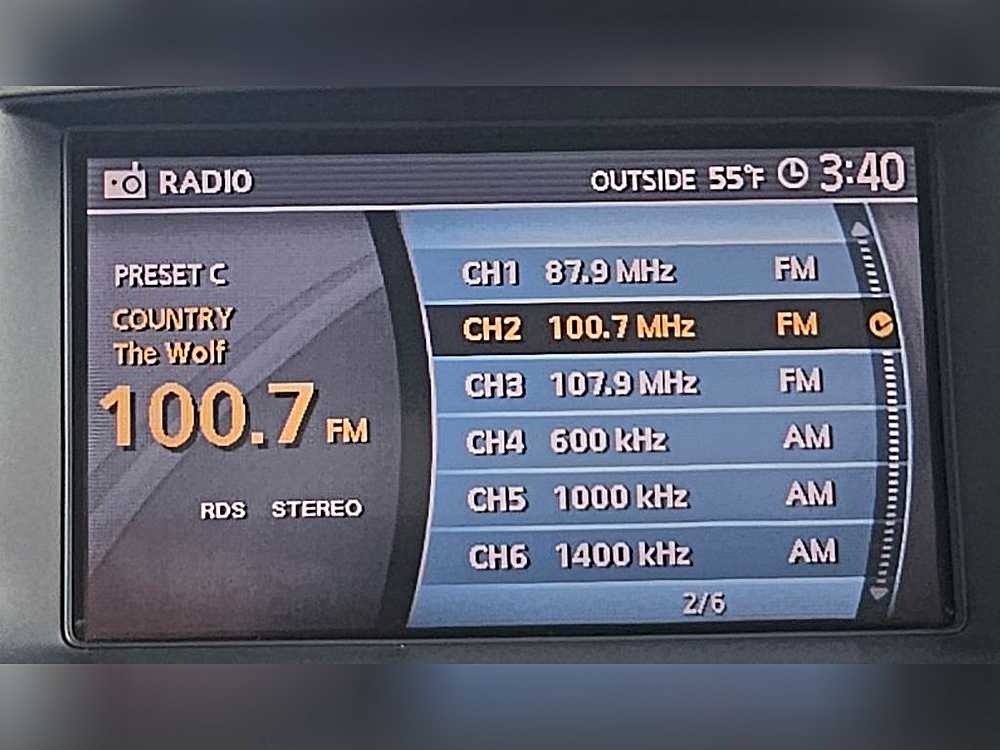 RADIO OUTSIDE 55°F 3:40
PRESET C
COUNTRY
The Wolf
100.7 FM
RDS STEREO
CH1 87.9 MHz FM
CH2 100.7 MHz FM
CH3 107.9 MHz FM
CH4 600 kHz AM
CH5 1000 kHz AM
CH6 1400 kHz AM
2/6